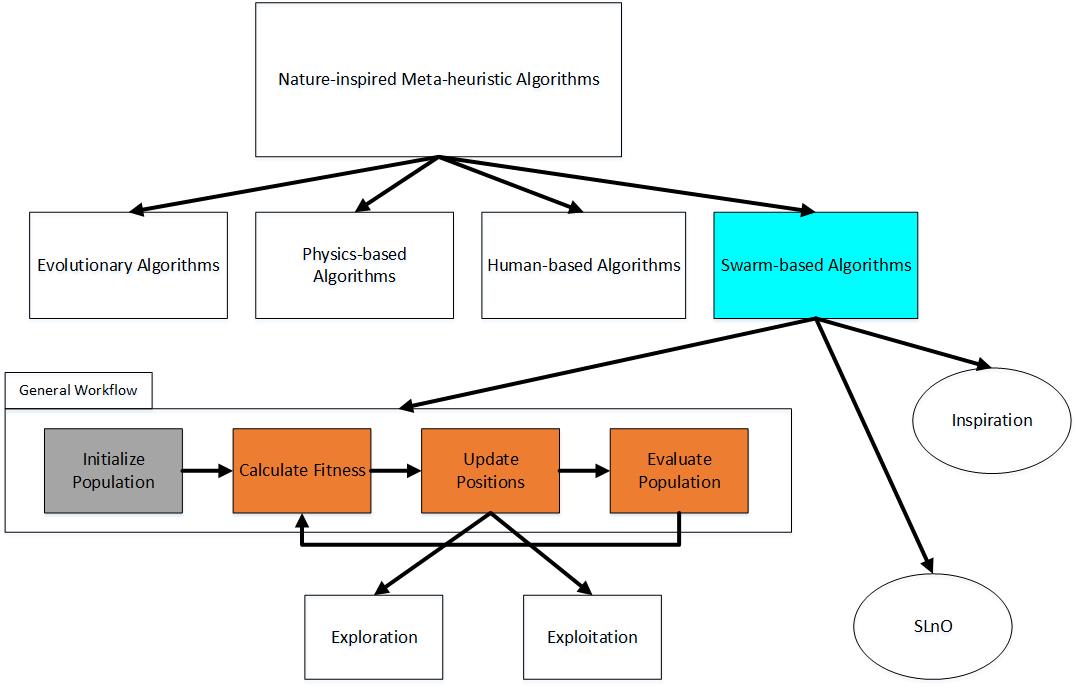 Nature-inspired Meta-heuristic Algorithms
Evolutionary Algorithms
Physics-based
Algorithms
Human-based Algorithms
Swarm-based Algorithms
General Workflow
Initialize
Population
Calculate Fitness
Update
Positions
Evaluate
Population
Inspiration
Exploration
Exploitation
SLnO